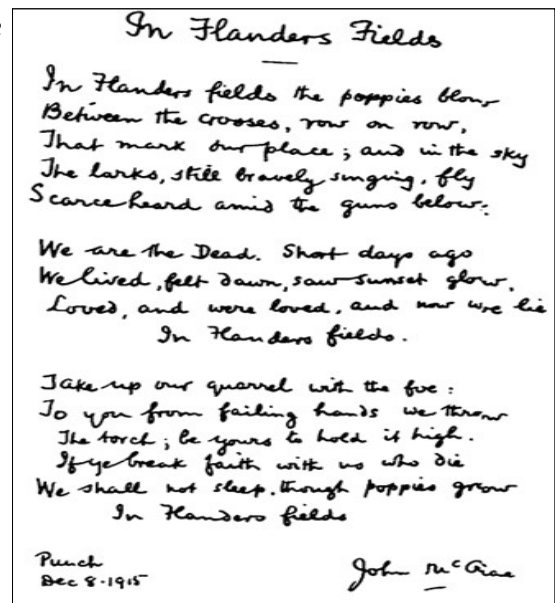 In Flanders Fields
In Flanders fields the poppies blow
Between the crosses, row on row,
That mark our place; and in the sky
The larks, still bravely singing, fly
Scarce heard amid the guns below.
We are the Dead. Short days ago
We lived, felt dawn, saw sunset glow,
Loved, and were loved, and now we lie
In Flanders fields.
Take up our quarrel with the foe:
To you from failing hands we throw
The torch; be yours to hold it high.
If ye break faith with us who die
We shall not sleep, though poppies grow
In Flanders fields
Punch
Dec 8 · 1915
John McCrae